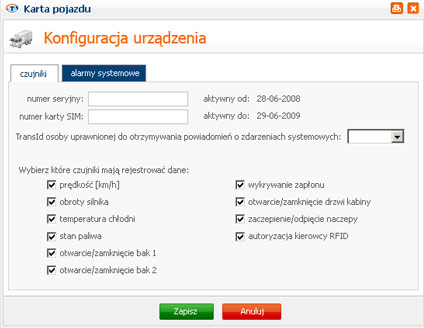 Karta pojazdu
Konfiguracja urządzenia
czujniki alarmy systemowe
numer seryjny: aktywny od: 28-06-2008
numer karty SIM: aktywny do: 29-06-2009
TransId osoby uprawnionej do otrzymywania powiadomień o zdarzeniach systemowych:
Wybierz które czujniki mają rejestrować dane:
prędkość [km/h] wykrywanie zapłonu
obroty silnika otwarcie/zamknięcie drzwi kabiny
temperatura chłodni zaczepienie/odpięcie naczepy
stan paliwa autoryzacja kierowcy RFID
otwarcie/zamknięcie bak 1
otwarcie/zamknięcie bak 2
Zapisz Anuluj